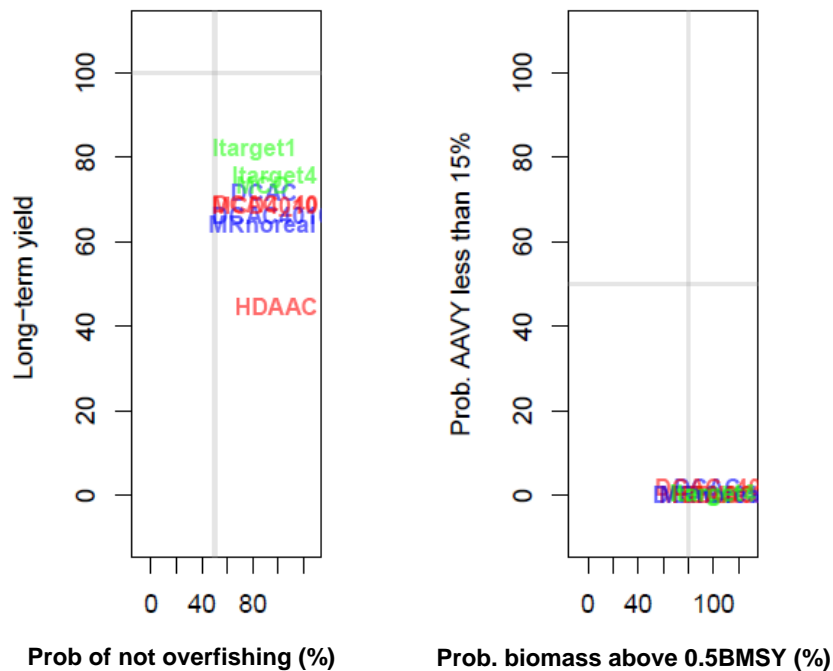 Long-term yield
100
80
60
40
20
0
Itarget1
Itarget4
DCAC
MRnoreal
HDAAC
0 40 80
Prob of not overfishing (%)
Prob. AAVY less than 15%
100
80
60
40
20
0
0 40 100
Prob. biomass above 0.5BMSY (%)